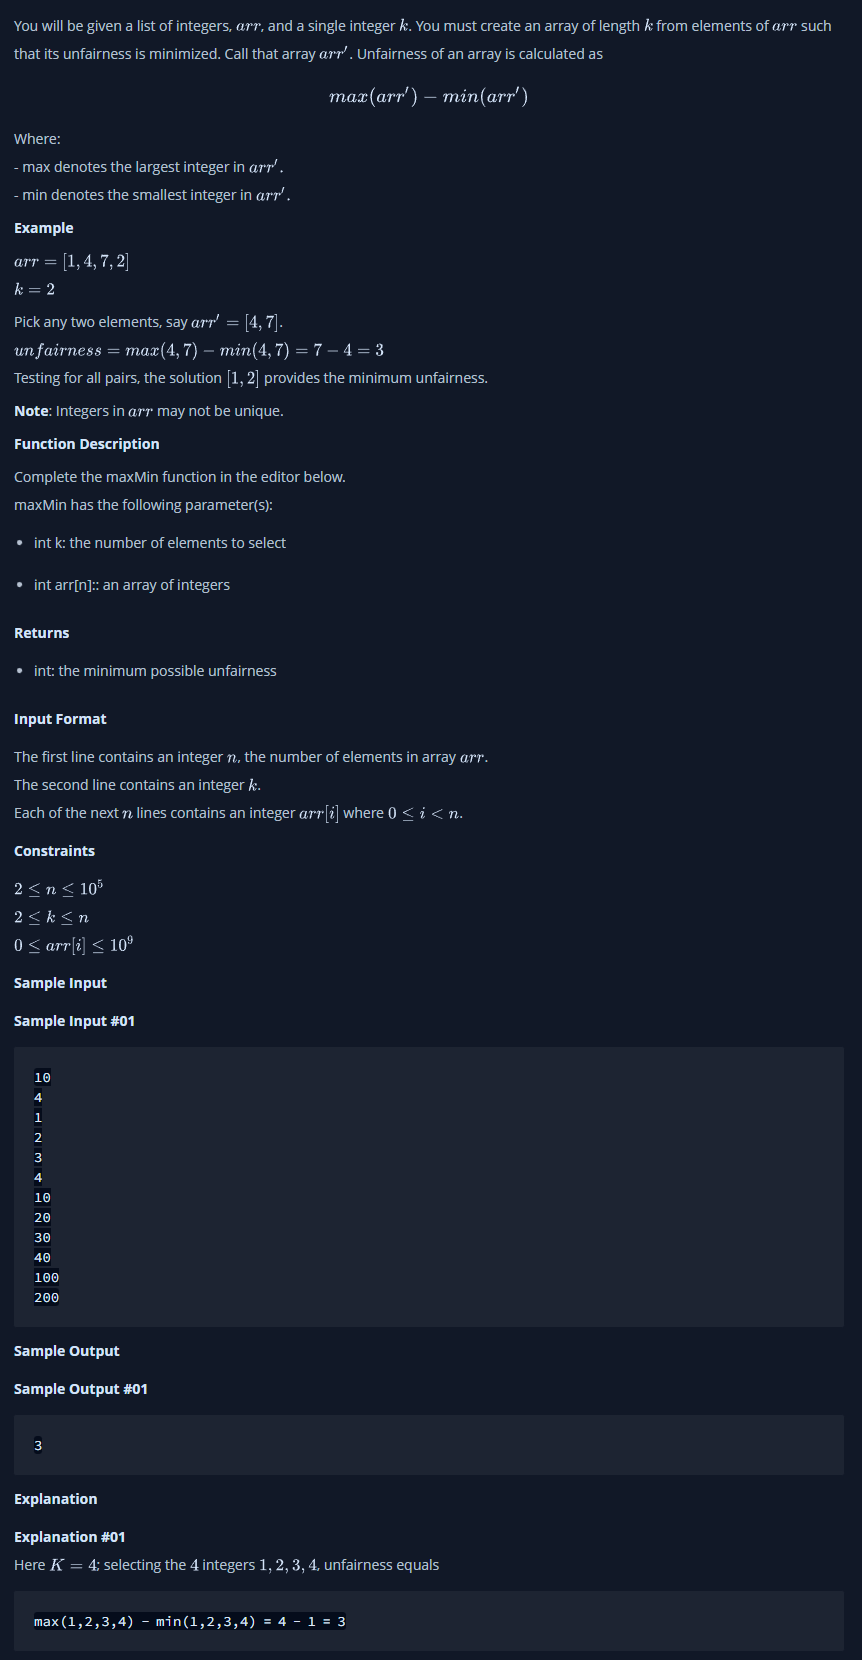 You will be given a list of integers, arr, and a single integer k. You must create an array of length k from elements of arr such
that its unfairness is minimized. Call that array arr′. Unfairness of an array is calculated as
max(arr′) − min(arr′)
Where:
- max denotes the largest integer in arr′.
- min denotes the smallest integer in arr′.
Example
arr = [1, 4, 7, 2]
k = 2
Pick any two elements, say arr′ = [4, 7].
unfairness = max(4, 7) − min(4, 7) = 7 − 4 = 3
Testing for all pairs, the solution [1, 2] provides the minimum unfairness.
Note: Integers in arr may not be unique.
Function Description
Complete the maxMin function in the editor below.
maxMin has the following parameter(s):
• int k: the number of elements to select
• int arr[n]:: an array of integers
Returns
• int: the minimum possible unfairness
Input Format
The first line contains an integer n, the number of elements in array arr.
The second line contains an integer k.
Each of the next n lines contains an integer arr[i] where 0 ≤ i < n.
Constraints
2 ≤ n ≤ 10⁵
2 ≤ k ≤ n
0 ≤ arr[i] ≤ 10⁹
Sample Input
Sample Input #01
10
4
1
2
3
4
10
20
30
40
100
200
Sample Output
Sample Output #01
3
Explanation
Explanation #01
Here K = 4; selecting the 4 integers 1, 2, 3, 4, unfairness equals
max(1,2,3,4) - min(1,2,3,4) = 4 - 1 = 3